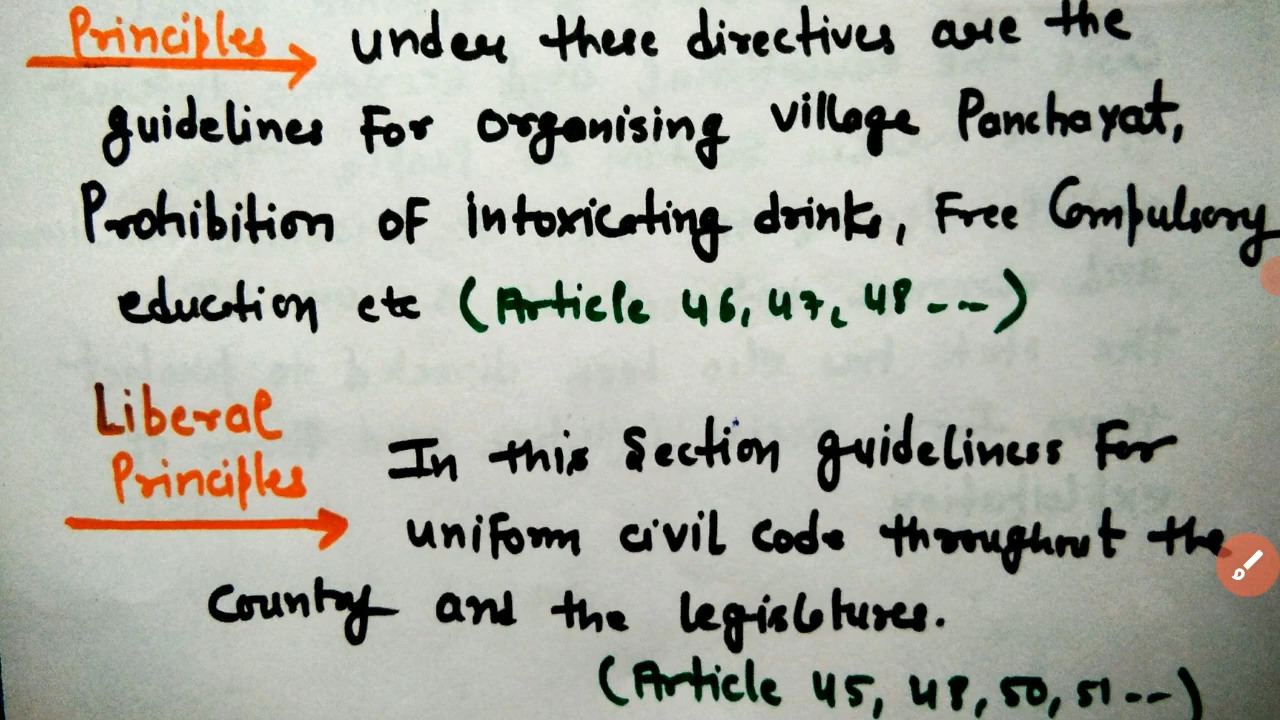 Principles under these directives are the
guidelines For organising village Panchayat,
Prohibition of intoxicating drinks, Free Compulsory
education etc (Article 46, 47, 48 ---)
Liberal
Principles In this Section guideliness For
uniform civil code throughout the
Country and the legislatures.
(Article 45, 48, 50, 51 ---)